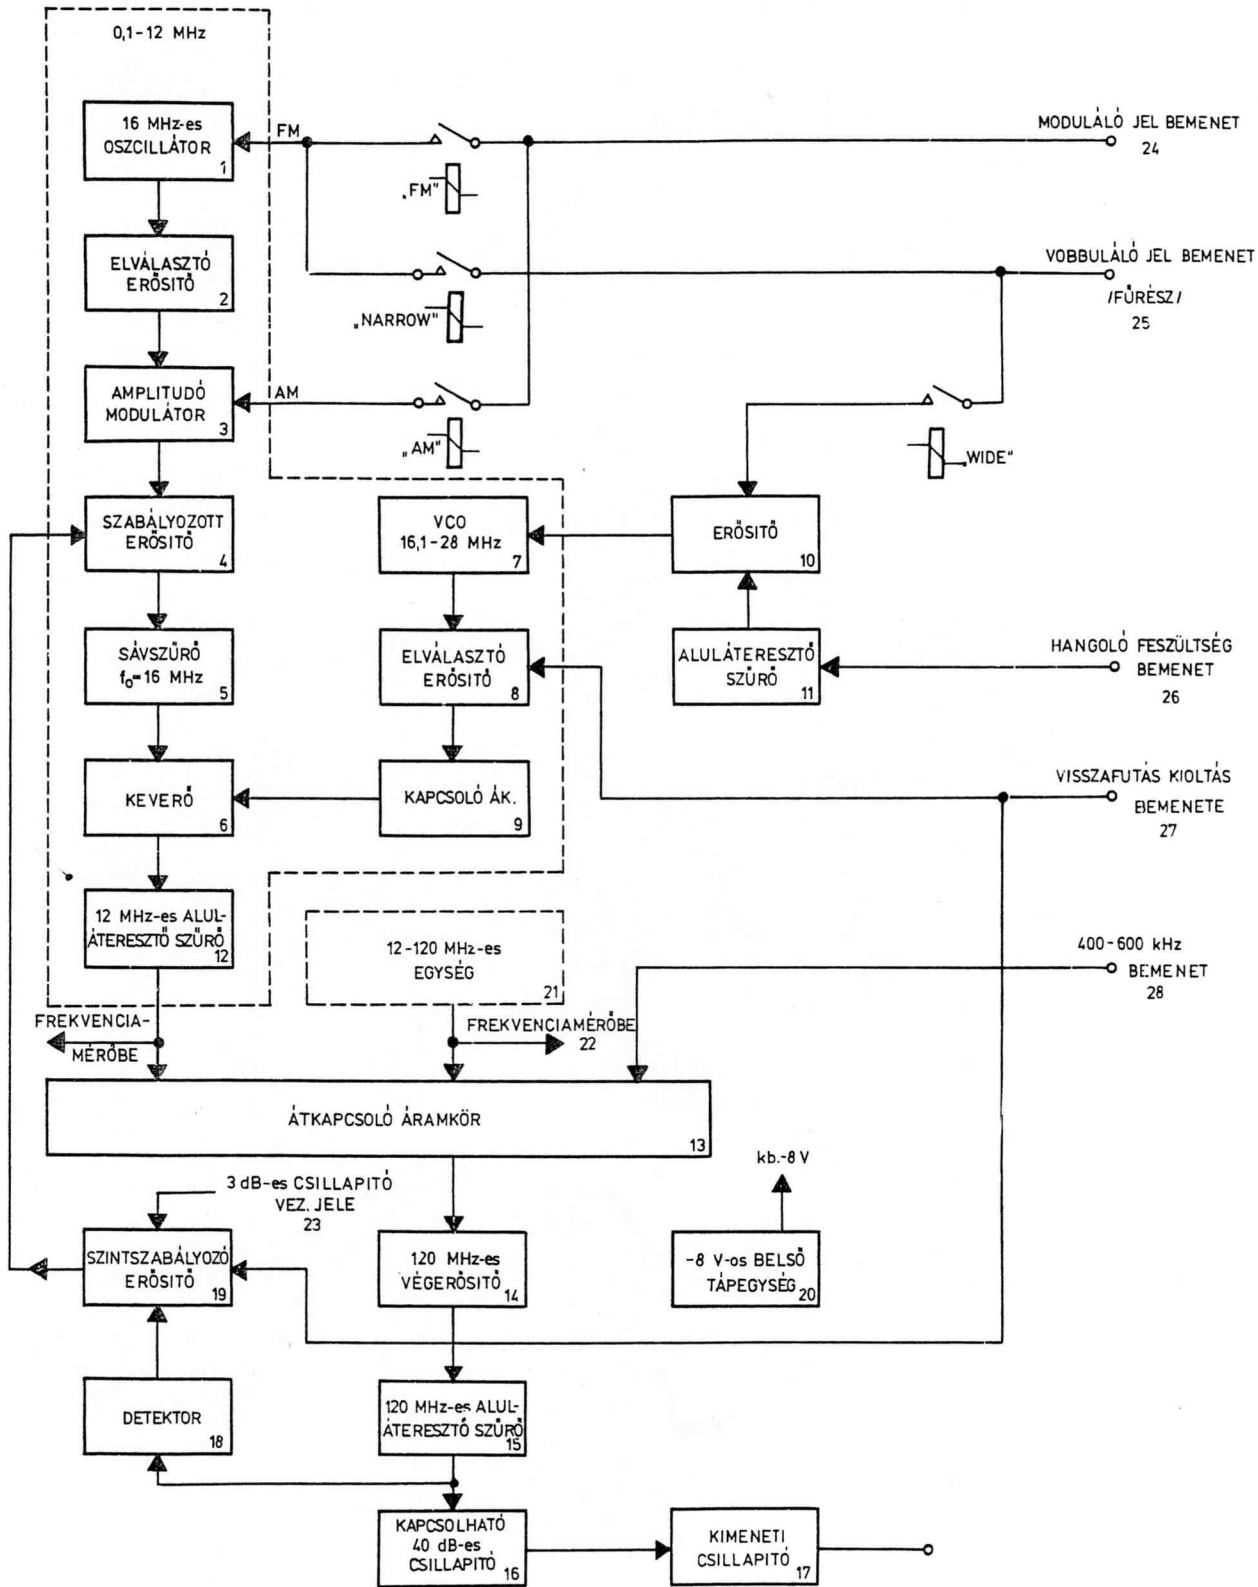 0,1-12 MHz
16 MHz-es
OSZCILLÁTOR
1
FM
„FM"
MODULÁLÓ JEL BEMENET
24
ELVÁLASZTÓ
ERŐSITŐ
2
„NARROW"
VOBBULÁLÓ JEL BEMENET
/FŰRÉSZ/
25
AMPLITUDÓ
MODULÁTOR
3
AM
„AM"
„WIDE"
SZABÁLYOZOTT
ERŐSITŐ
4
VCO
16,1-28 MHz
7
ERŐSITŐ
10
SÁVSZŰRŐ
fo=16 MHz
5
ELVÁLASZTÓ
ERŐSITŐ
8
ALULÁTERESZTŐ
SZŰRŐ
11
HANGOLÓ FESZÜLTSÉG
BEMENET
26
KEVERŐ
6
KAPCSOLÓ ÁK.
9
VISSZAFUTÁS KIOLTÁS
BEMENETE
27
12 MHz-es ALUL-
ÁTERESZTŐ SZŰRŐ
12
12-120 MHz-es
EGYSÉG
21
400-600 kHz
BEMENET
28
FREKVENCIA-
MÉRŐBE
FREKVENCIAMÉRŐBE
22
ÁTKAPCSOLÓ ÁRAMKÖR
13
3 dB-es CSILLAPITÓ
VEZ. JELE
23
kb.-8 V
SZINTSZABÁLYOZÓ
ERŐSITŐ
19
120 MHz-es
VÉGERŐSITŐ
14
-8 V-os BELSŐ
TÁPEGYSÉG
20
DETEKTOR
18
120 MHz-es ALUL-
ÁTERESZTŐ SZŰRŐ
15
KAPCSOLHATÓ
40 dB-es
CSILLAPITÓ
16
KIMENETI
CSILLAPITÓ
17